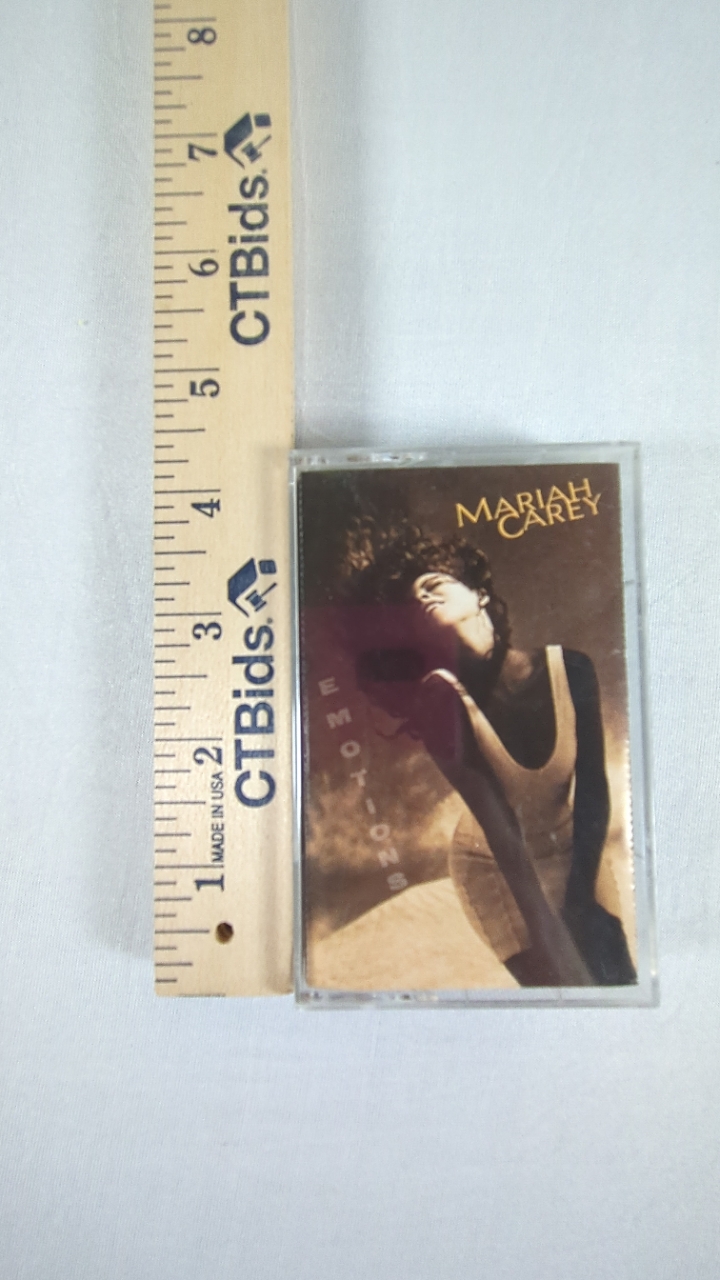 8
7
6
5
4
3
2
1
CTBids.
CTBids.
MADE IN USA
MARIAH
CAREY
EMOTIONS